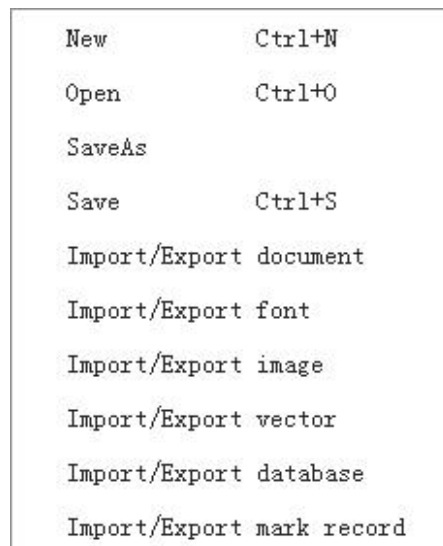 New Ctrl+N
Open Ctrl+O
SaveAs
Save Ctrl+S
Import/Export document
Import/Export font
Import/Export image
Import/Export vector
Import/Export database
Import/Export mark record